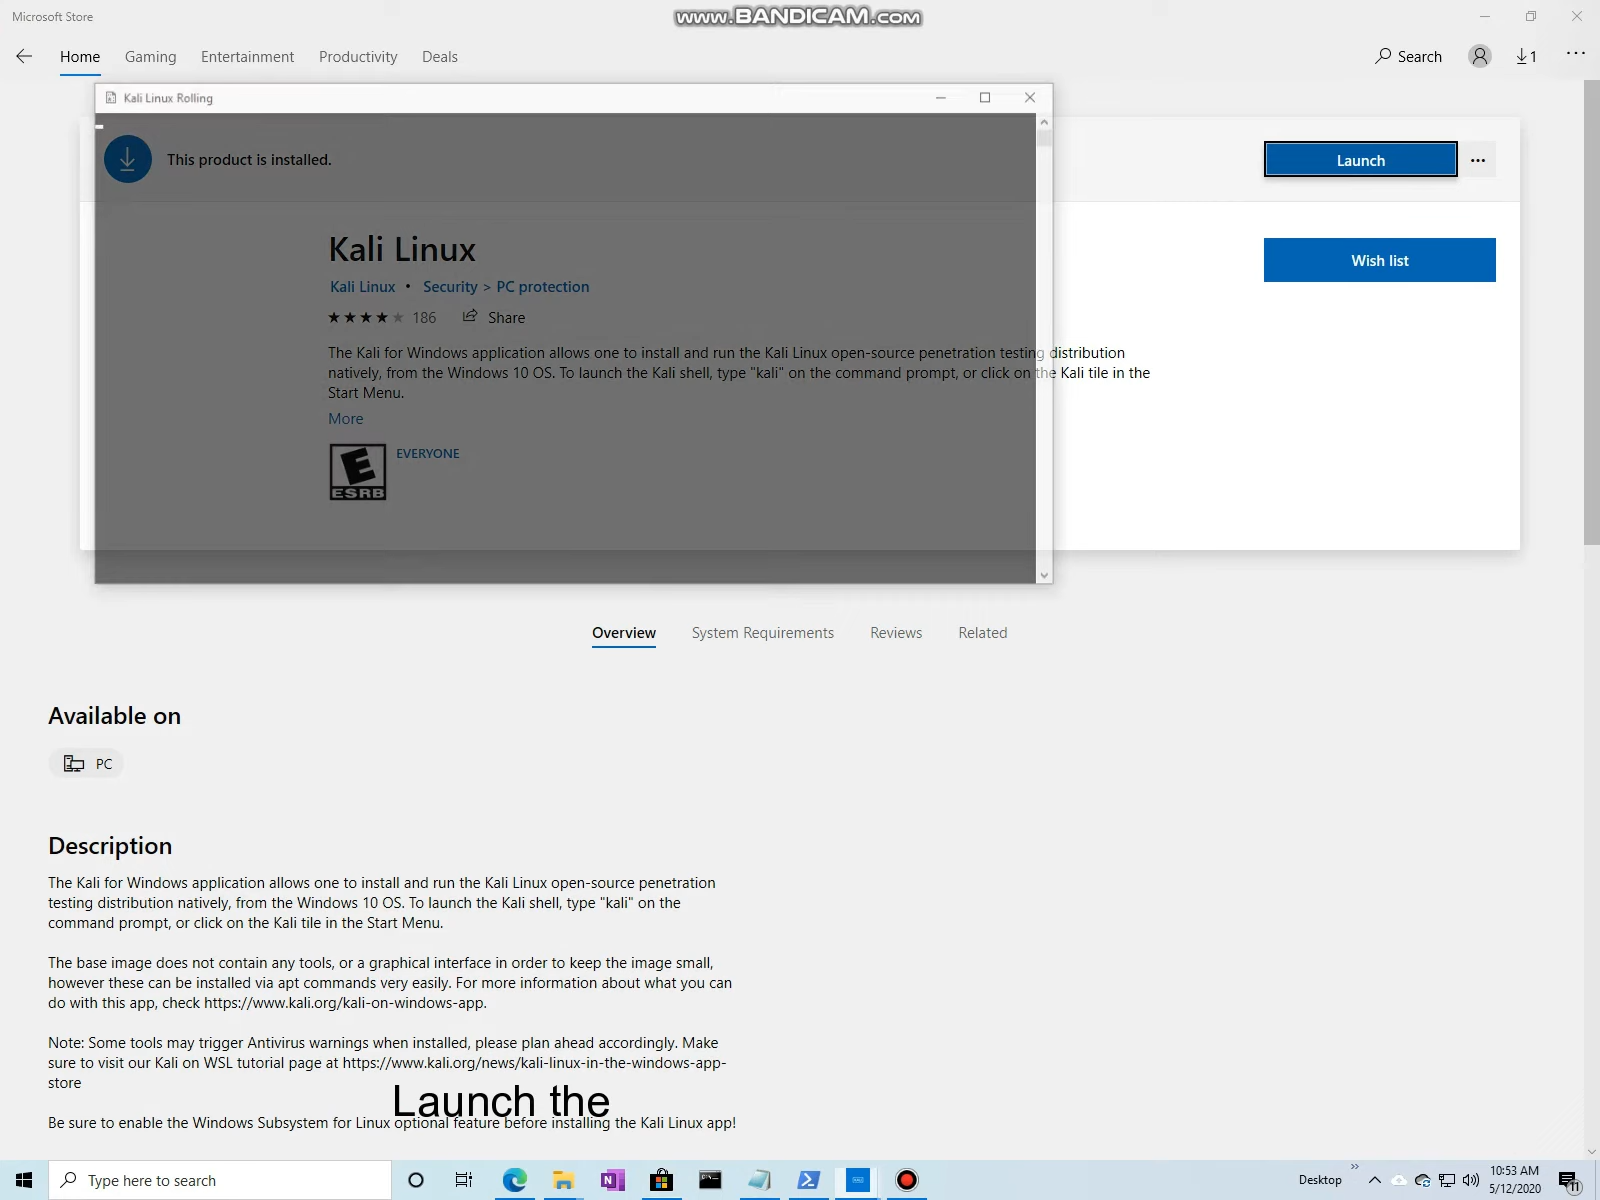 Microsoft Store
www.BANDICAM.com
Home Gaming Entertainment Productivity Deals
Search
1
Kali Linux Rolling
This product is installed.
Launch
Kali Linux
Wish list
Kali Linux • Security > PC protection
186 Share
The Kali for Windows application allows one to install and run the Kali Linux open-source penetration testing distribution
natively, from the Windows 10 OS. To launch the Kali shell, type "kali" on the command prompt, or click on the Kali tile in the
Start Menu.
More
E
ESRB
EVERYONE
Overview System Requirements Reviews Related
Available on
PC
Description
The Kali for Windows application allows one to install and run the Kali Linux open-source penetration
testing distribution natively, from the Windows 10 OS. To launch the Kali shell, type "kali" on the
command prompt, or click on the Kali tile in the Start Menu.
The base image does not contain any tools, or a graphical interface in order to keep the image small,
however these can be installed via apt commands very easily. For more information about what you can
do with this app, check https://www.kali.org/kali-on-windows-app.
Note: Some tools may trigger Antivirus warnings when installed, please plan ahead accordingly. Make
sure to visit our Kali on WSL tutorial page at https://www.kali.org/news/kali-linux-in-the-windows-app-
store
Launch the
Be sure to enable the Windows Subsystem for Linux optional feature before installing the Kali Linux app!
Type here to search
N
Desktop
10:53 AM
5/12/2020
11